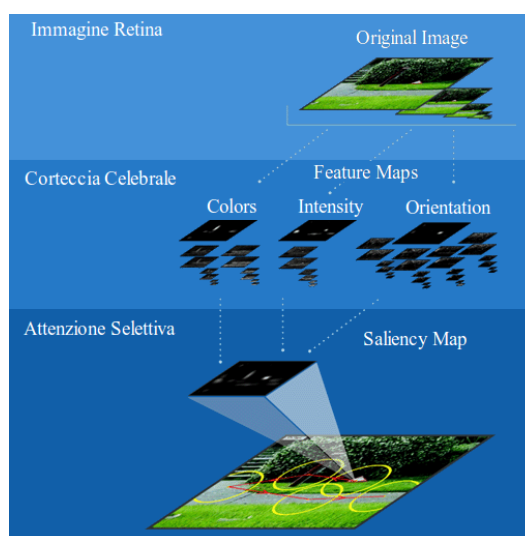 Immagine Retina
Original Image
Corteccia Celebrale
Feature Maps
Colors
Intensity
Orientation
Attenzione Selettiva
Saliency Map